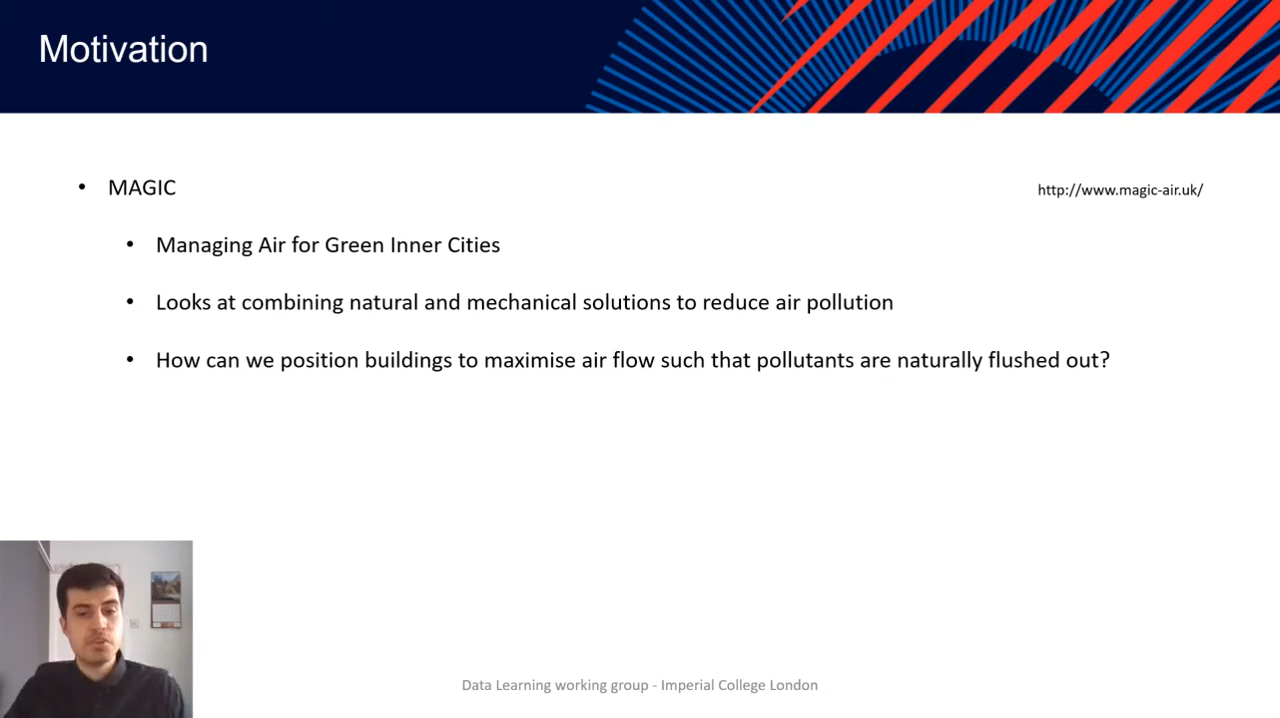 Motivation
• MAGIC
http://www.magic-air.uk/
• Managing Air for Green Inner Cities
• Looks at combining natural and mechanical solutions to reduce air pollution
• How can we position buildings to maximise air flow such that pollutants are naturally flushed out?
Data Learning working group - Imperial College London